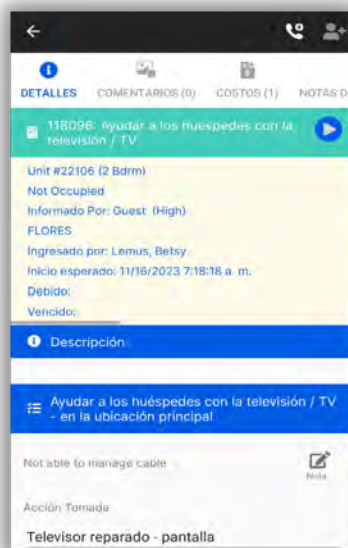 DETALLES
COMENTARIOS (0)
COSTOS (1)
NOTAS D
118096: Ayudar a los huéspedes con la
televisión / TV
Unit #22106 (2 Bdrm)
Not Occupied
Informado Por: Guest (High)
FLORES
Ingresado por: Lemus, Betsy
Inicio esperado: 11/16/2023 7:18:18 a. m.
Debido:
Vencido:
Descripción
Ayudar a los huéspedes con la televisión / TV
- en la ubicación principal
Not able to manage cable
Nota
Acción Tomada
Televisor reparado - pantalla